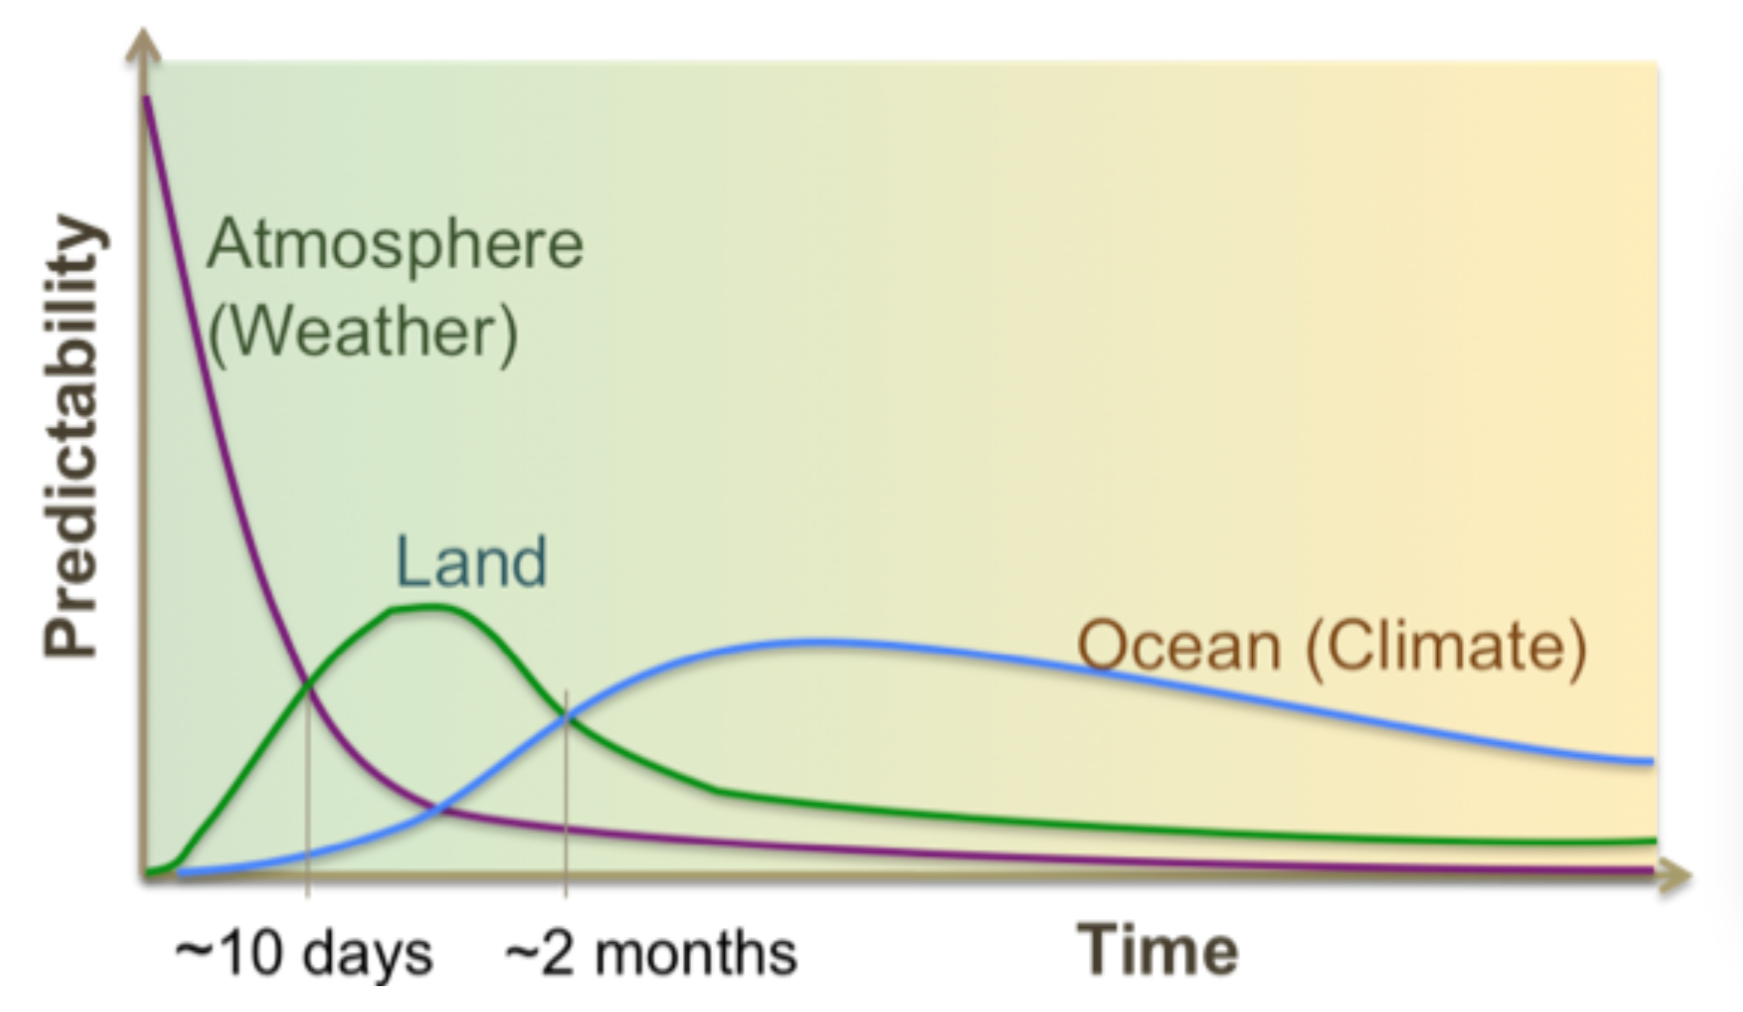 Predictability
Atmosphere
(Weather)
Land
Ocean (Climate)
~10 days
~2 months
Time